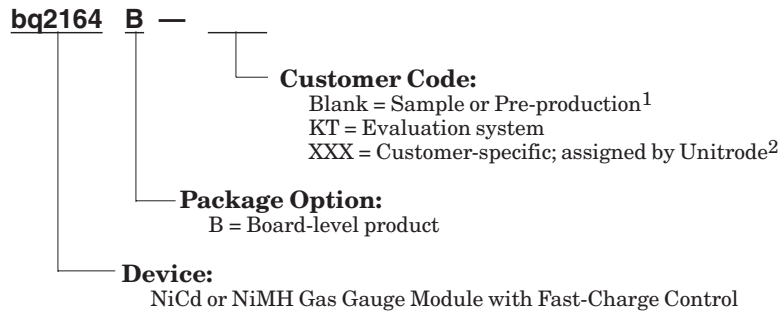 bq2164 B —
Customer Code:
Blank = Sample or Pre-production1
KT = Evaluation system
XXX = Customer-specific; assigned by Unitrode2
Package Option:
B = Board-level product
Device:
NiCd or NiMH Gas Gauge Module with Fast-Charge Control